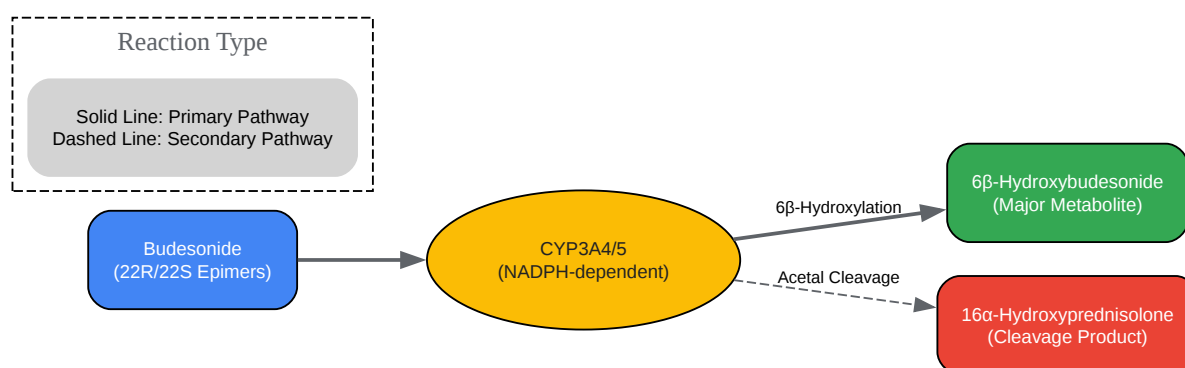 Reaction Type
Solid Line: Primary Pathway
Dashed Line: Secondary Pathway
Budesonide
(22R/22S Epimers)
CYP3A4/5
(NADPH-dependent)
6β-Hydroxylation
Acetal Cleavage
6β-Hydroxybudesonide
(Major Metabolite)
16α-Hydroxyprednisolone
(Cleavage Product)